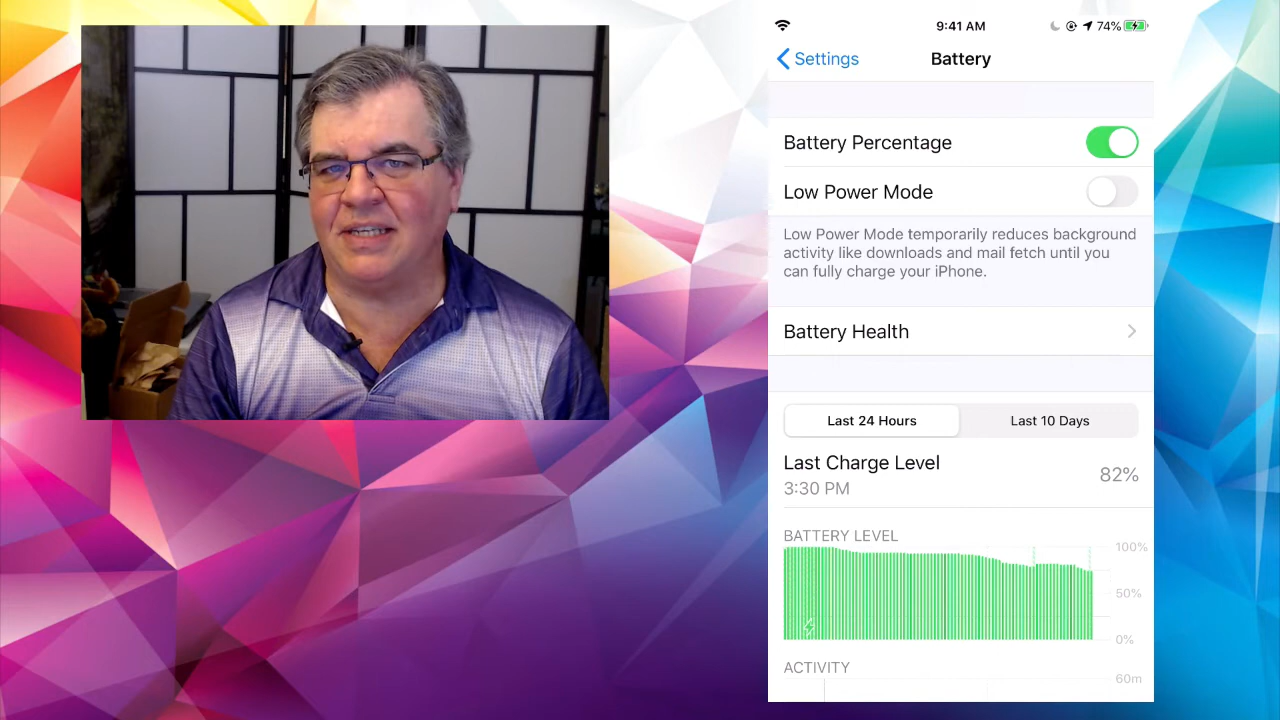 9:41 AM
74%
Settings
Battery
Battery Percentage
Low Power Mode
Low Power Mode temporarily reduces background
activity like downloads and mail fetch until you
can fully charge your iPhone.
Battery Health
Last 24 Hours
Last 10 Days
Last Charge Level
82%
3:30 PM
BATTERY LEVEL
100%
50%
0%
ACTIVITY
60m